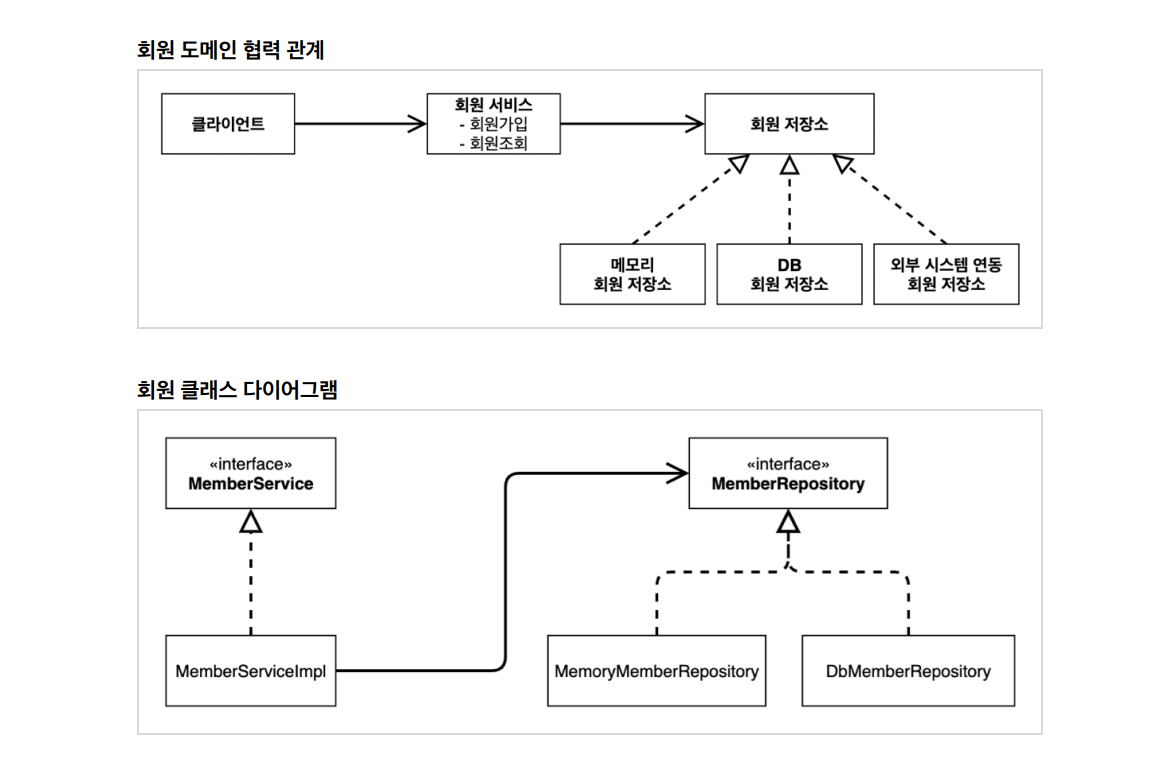 회원 도메인 협력 관계
클라이언트
회원 서비스
- 회원가입
- 회원조회
회원 저장소
메모리
회원 저장소
DB
회원 저장소
외부 시스템 연동
회원 저장소
회원 클래스 다이어그램
«interface»
MemberService
«interface»
MemberRepository
MemberServiceImpl
MemoryMemberRepository
DbMemberRepository